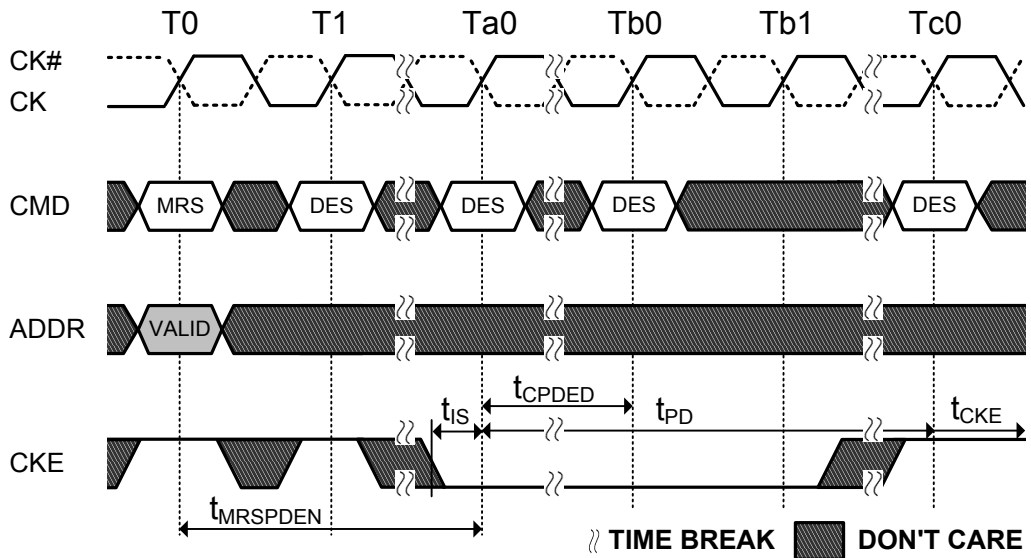 T0 T1 Ta0 Tb0 Tb1 Tc0
CK#
CK
CMD MRS DES DES DES DES
ADDR VALID
tIS tCPDED tPD tCKE
CKE
tMRSPDEN
TIME BREAK DON'T CARE